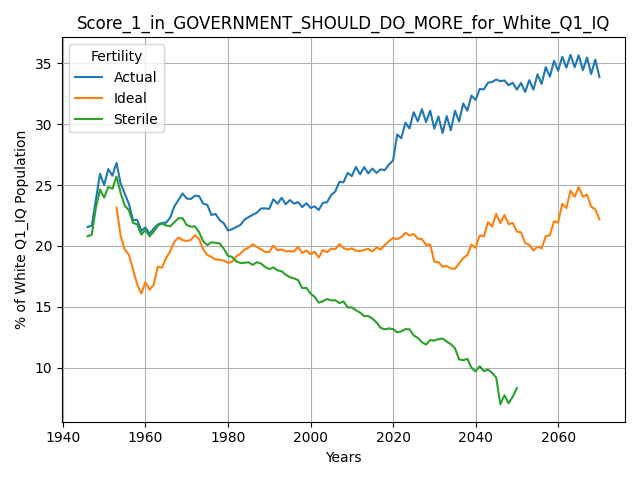 Score_1_in_GOVERNMENT_SHOULD_DO_MORE_for_White_Q1_IQ
Fertility
Actual
Ideal
Sterile
% of White Q1_IQ Population
35
30
25
20
15
10
1940
1960
1980
2000
2020
2040
2060
Years